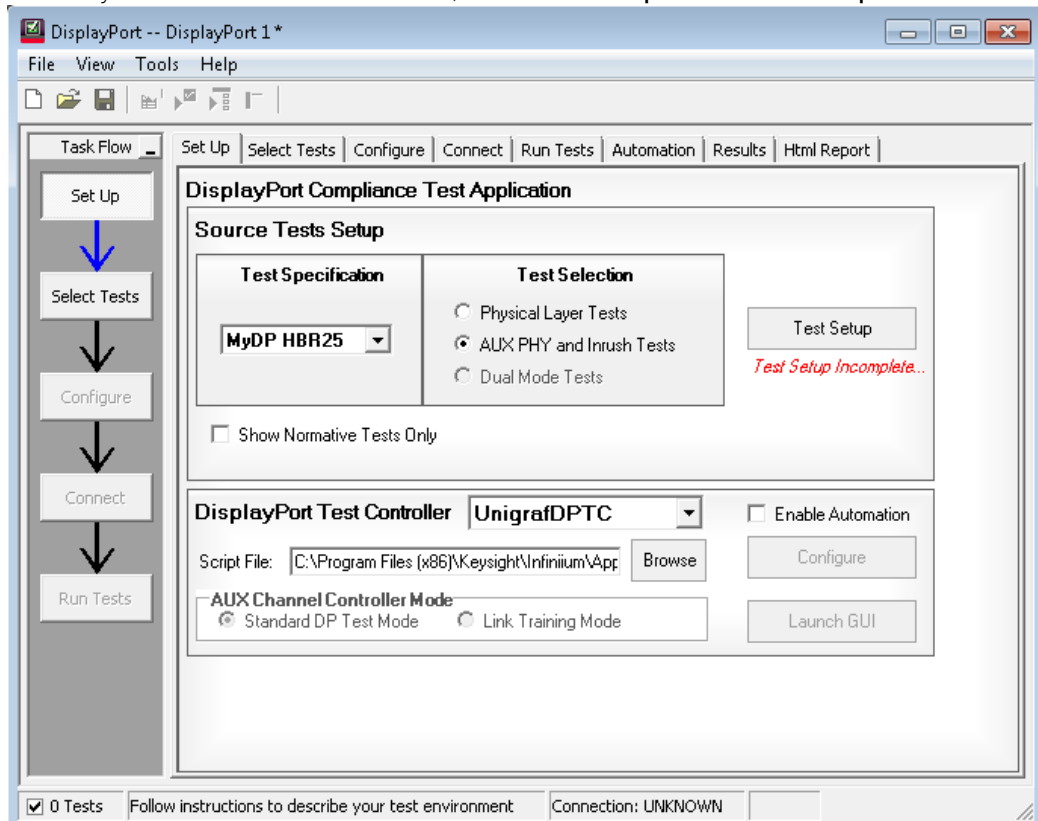 DisplayPort -- DisplayPort 1 *
File View Tools Help
Task Flow
Set Up Select Tests Configure Connect Run Tests Automation Results Html Report
Set Up
Select Tests
Configure
Connect
Run Tests
DisplayPort Compliance Test Application
Source Tests Setup
Test Specification
MyDP HBR25
Test Selection
Physical Layer Tests
AUX PHY and Inrush Tests
Dual Mode Tests
Test Setup
Test Setup Incomplete...
Show Normative Tests Only
DisplayPort Test Controller UnigrafDPTC
Enable Automation
Script File: C:\Program Files (x86)\Keysight\Infiniium\App
Browse
Configure
AUX Channel Controller Mode
Standard DP Test Mode Link Training Mode
Launch GUI
0 Tests Follow instructions to describe your test environment Connection: UNKNOWN